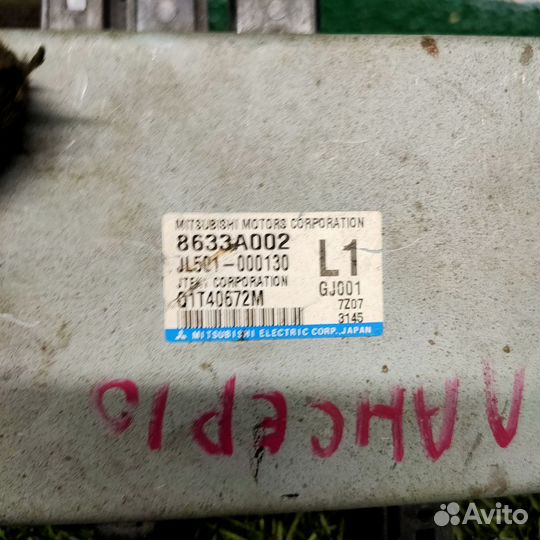 MITSUBISHI MOTORS CORPORATION
8633A002
L1
JL501-000130
JTEKT CORPORATION
GJ001
Q1T40672M
7Z07
3145
MITSUBISHI ELECTRIC CORP., JAPAN
ЛАНСЕР10
Avito